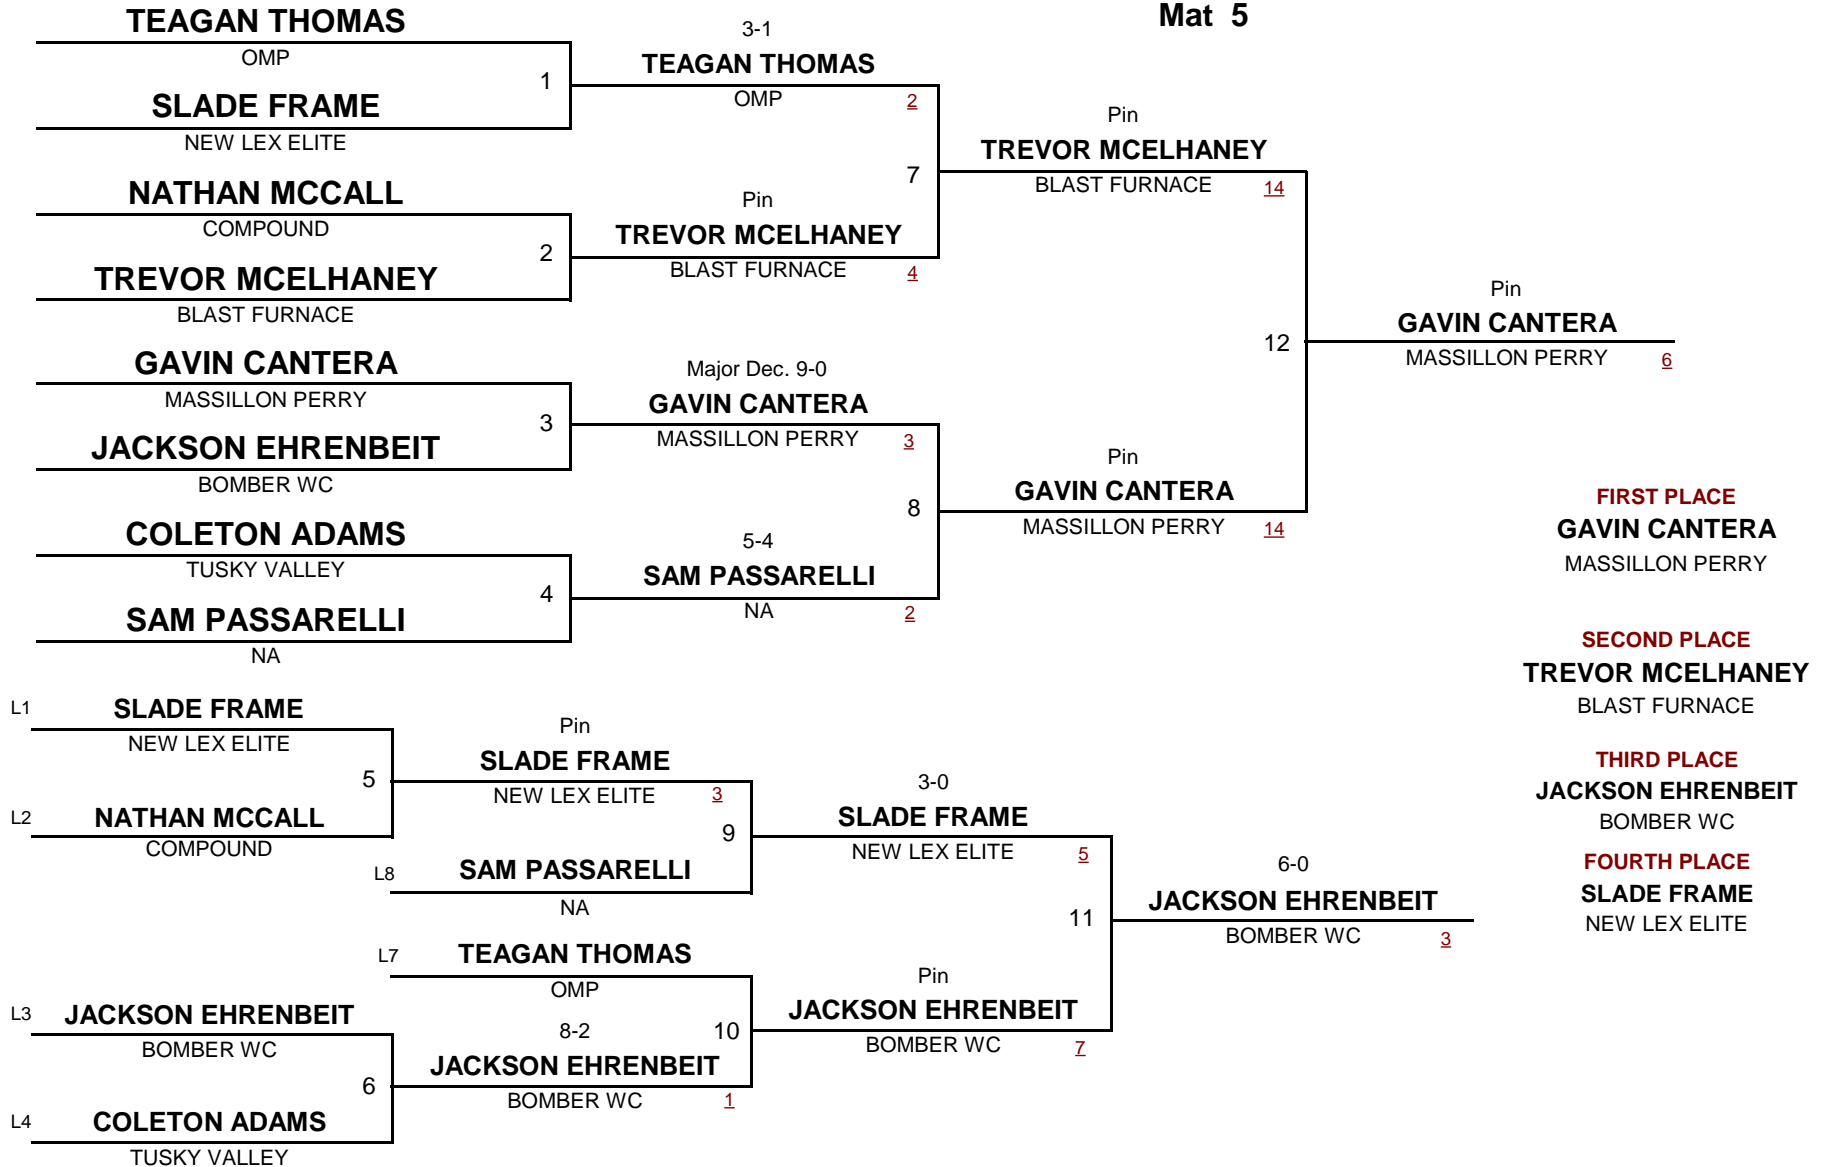 Mat 5
TEAGAN THOMAS
OMP
1
SLADE FRAME
NEW LEX ELITE
NATHAN MCCALL
COMPOUND
2
TREVOR MCELHANEY
BLAST FURNACE
GAVIN CANTERA
MASSILLON PERRY
3
JACKSON EHRENBEIT
BOMBER WC
COLETON ADAMS
TUSKY VALLEY
4
SAM PASSARELLI
NA
3-1
TEAGAN THOMAS
OMP 2
7
Pin
TREVOR MCELHANEY
BLAST FURNACE 4
Major Dec. 9-0
GAVIN CANTERA
MASSILLON PERRY 3
8
5-4
SAM PASSARELLI
NA 2
Pin
TREVOR MCELHANEY
BLAST FURNACE 14
12
Pin
GAVIN CANTERA
MASSILLON PERRY 14
Pin
GAVIN CANTERA
MASSILLON PERRY 6
L1 SLADE FRAME
NEW LEX ELITE
5
L2 NATHAN MCCALL
COMPOUND
Pin
SLADE FRAME
NEW LEX ELITE 3
9
L8 SAM PASSARELLI
NA
L7 TEAGAN THOMAS
OMP
L3 JACKSON EHRENBEIT
BOMBER WC
6
L4 COLETON ADAMS
TUSKY VALLEY
8-2
10
JACKSON EHRENBEIT
BOMBER WC 1
3-0
SLADE FRAME
NEW LEX ELITE 5
11
Pin
JACKSON EHRENBEIT
BOMBER WC 7
6-0
JACKSON EHRENBEIT
BOMBER WC 3
FIRST PLACE
GAVIN CANTERA
MASSILLON PERRY
SECOND PLACE
TREVOR MCELHANEY
BLAST FURNACE
THIRD PLACE
JACKSON EHRENBEIT
BOMBER WC
FOURTH PLACE
SLADE FRAME
NEW LEX ELITE